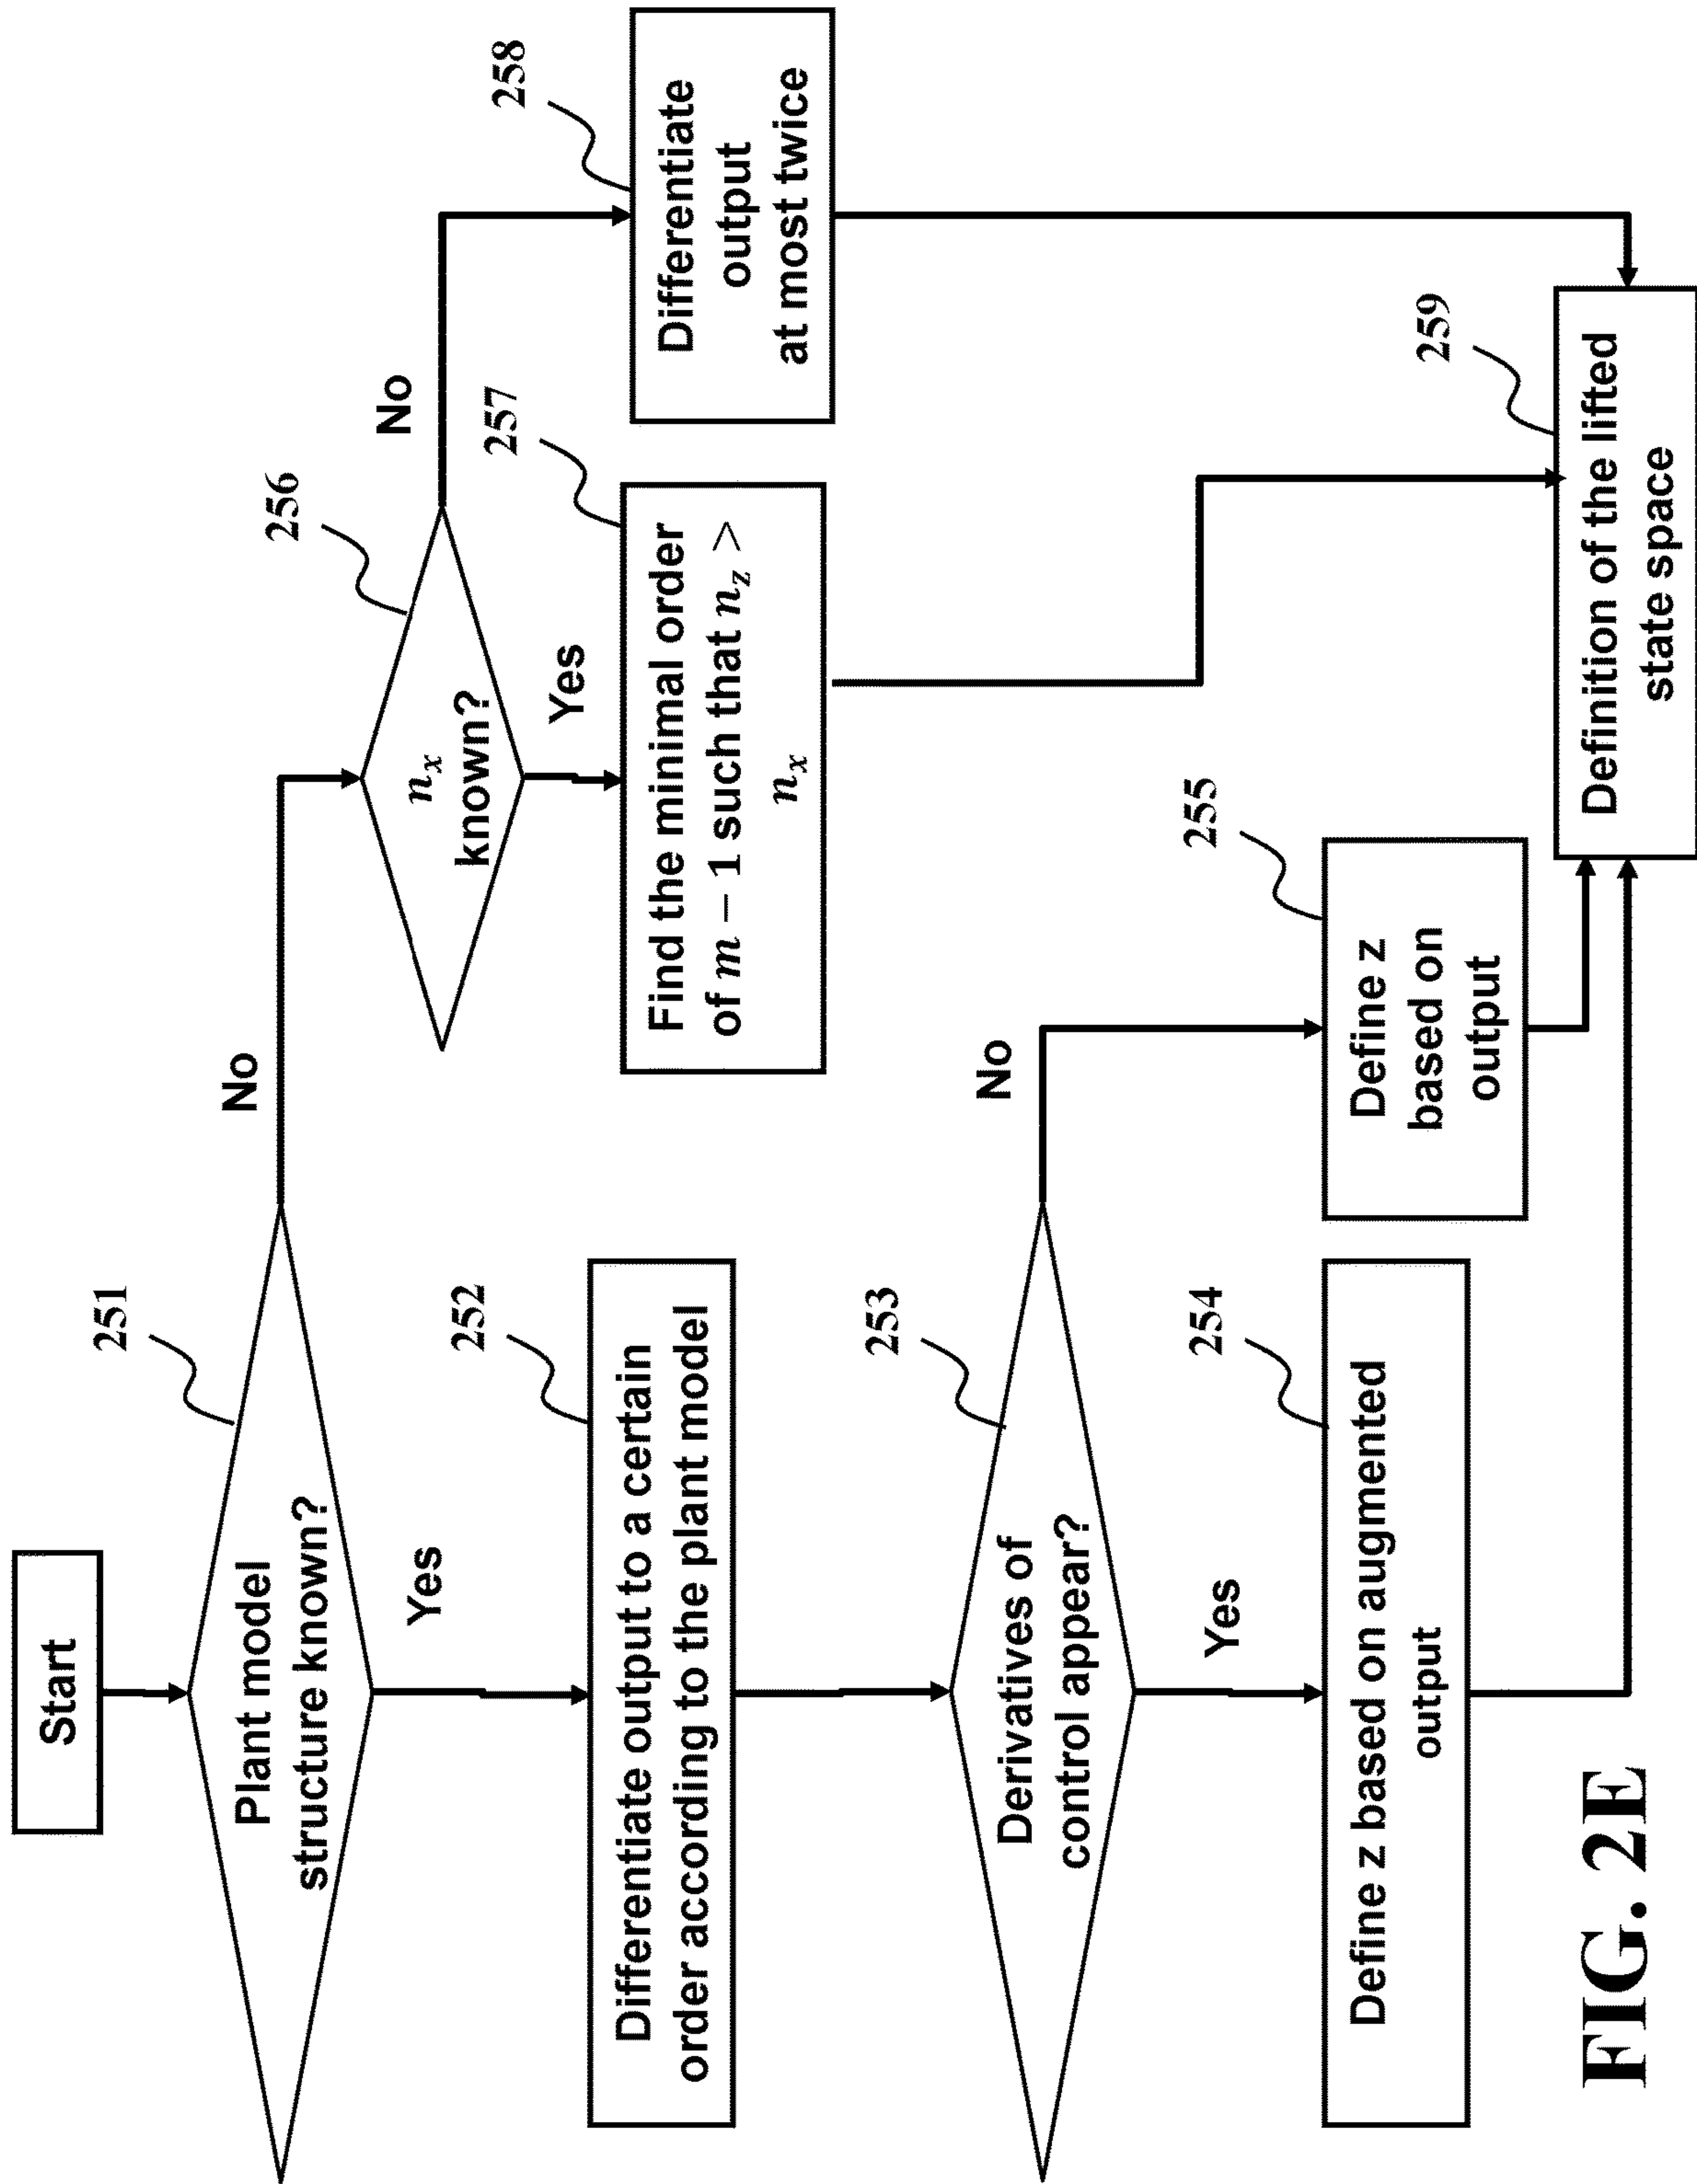 Start
251
Plant model
structure known?
No
Yes
252
Differentiate output to a certain
order according to the plant model
253
Derivatives of
control appear?
No
Yes
254
Define z based on augmented
output
255
Define z
based on
output
256
n_x
known?
No
Yes
257
Find the minimal order
of m − 1 such that n_z >
n_x
258
Differentiate
output
at most twice
259
Definition of the lifted
state space
FIG. 2E